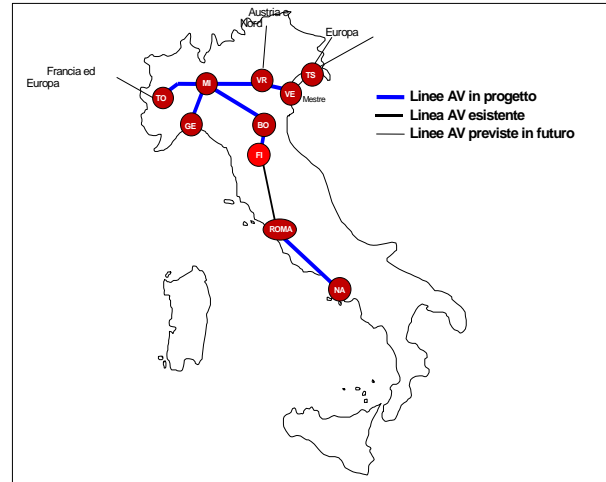 Austria e
Nord
Europa
Francia ed
Europa
TS
VR
MI
VE
TO
Mestre
GE
BO
FI
ROMA
NA
Linee AV in progetto
Linea AV esistente
Linee AV previste in futuro